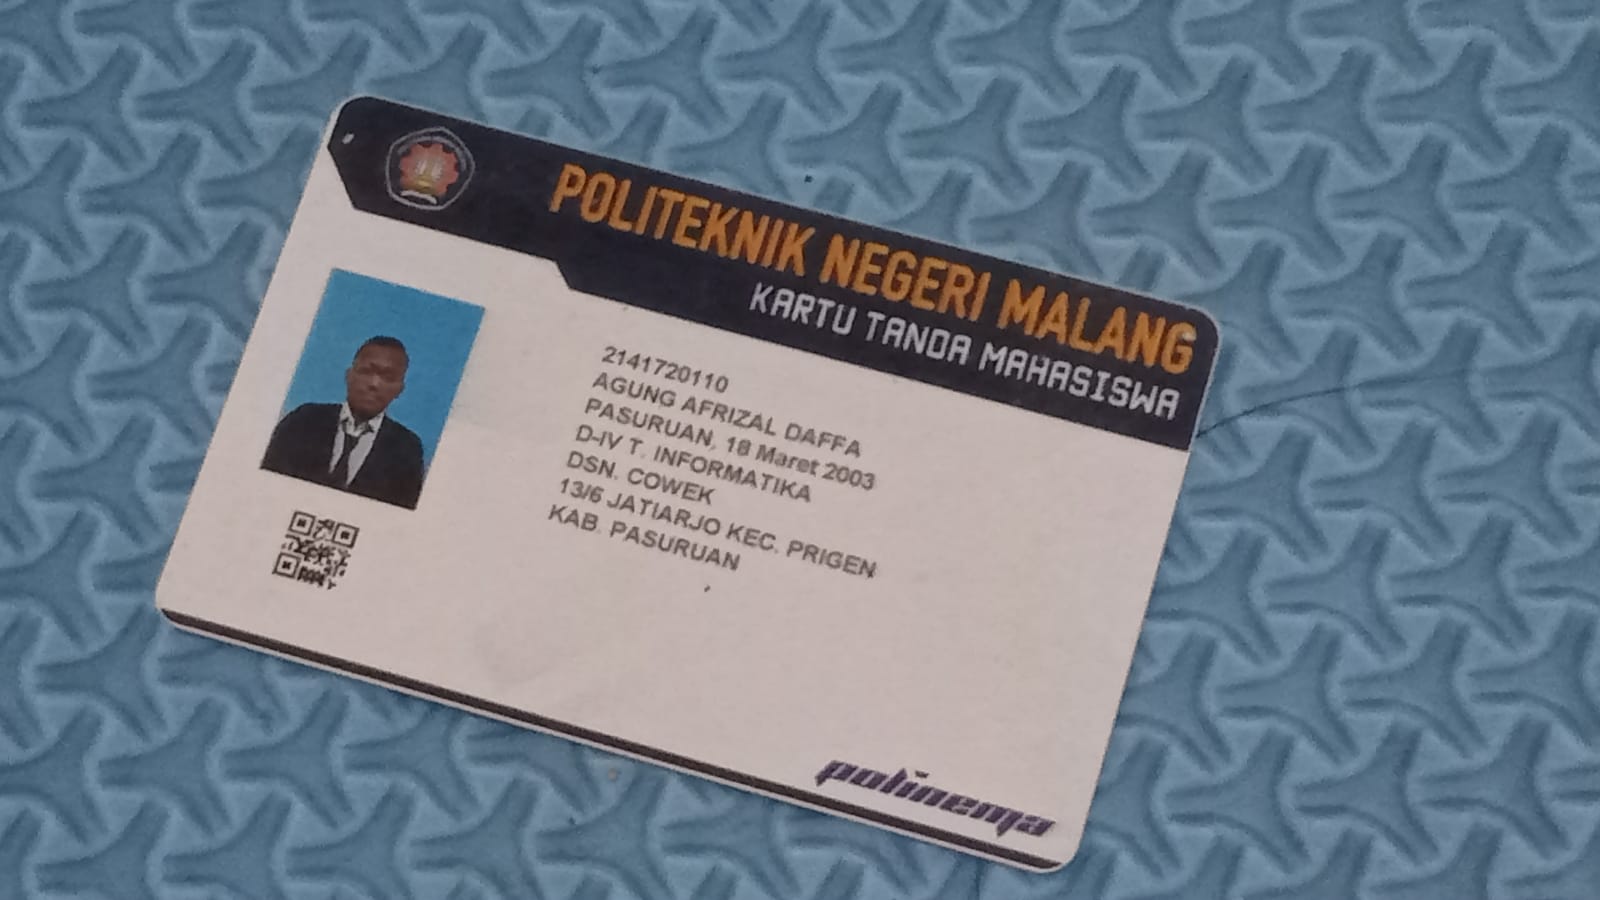 POLITEKNIK NEGERI MALANG
KARTU TANDA MAHASISWA
2141720110
AGUNG AFRIZAL DAFFA
PASURUAN, 18 Maret 2003
D-IV T. INFORMATIKA
DSN. COWEK
13/6 JATIARJO KEC. PRIGEN
KAB. PASURUAN
polinema